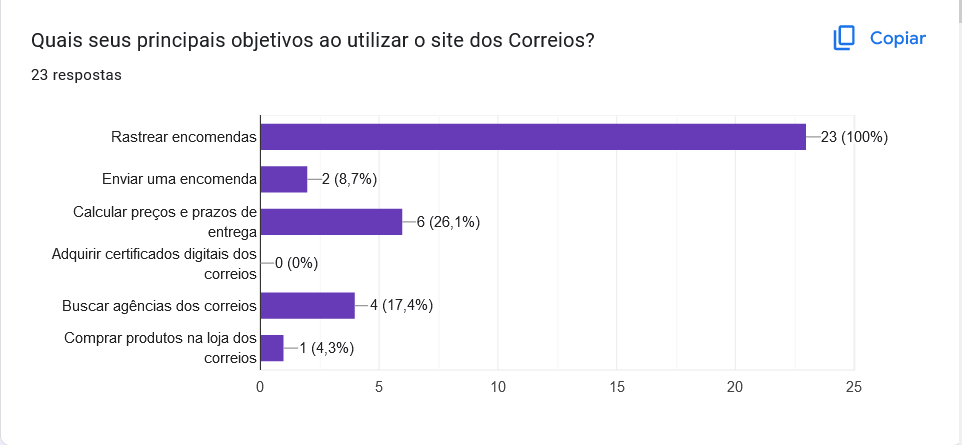 Quais seus principais objetivos ao utilizar o site dos Correios?
Copiar
23 respostas
Rastrear encomendas
23 (100%)
Enviar uma encomenda
2 (8,7%)
Calcular preços e prazos de
entrega
6 (26,1%)
Adquirir certificados digitais dos
correios
0 (0%)
Buscar agências dos correios
4 (17,4%)
Comprar produtos na loja dos
correios
1 (4,3%)
0 5 10 15 20 25